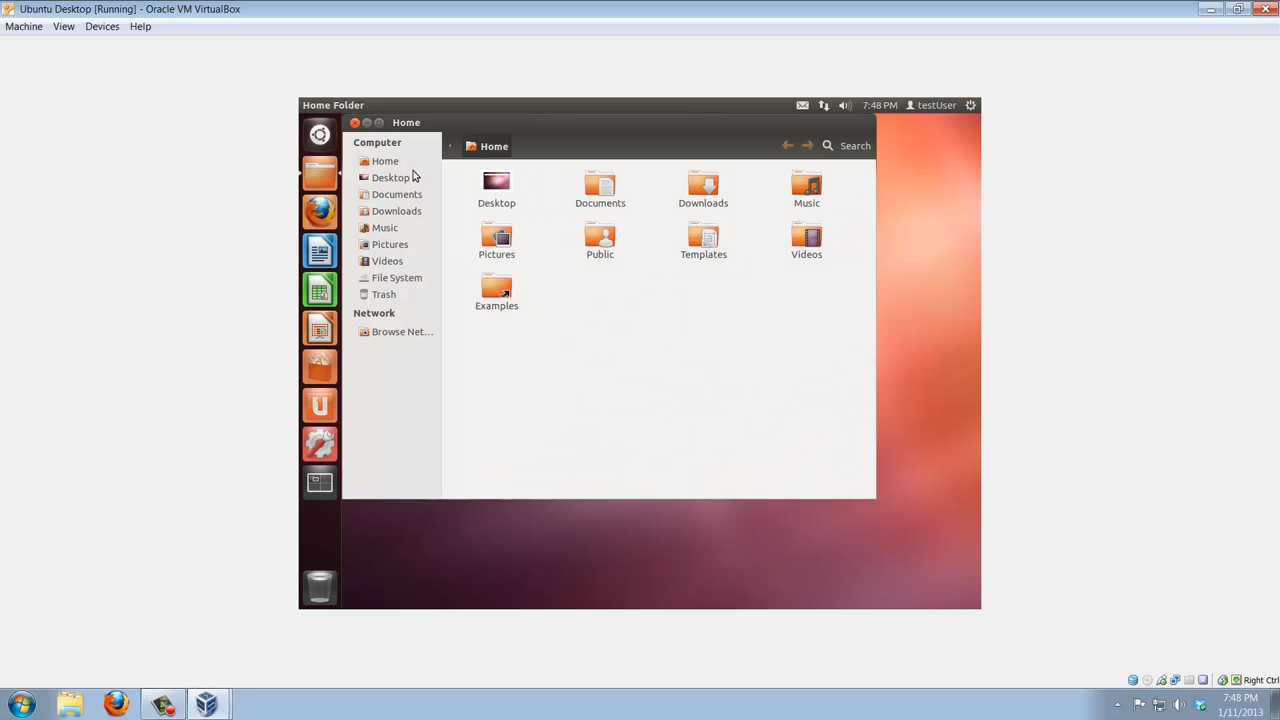 Ubuntu Desktop [Running] - Oracle VM VirtualBox
Machine View Devices Help
Home Folder 7:48 PM testUser
Home
Computer
Home
Desktop
Documents
Downloads
Music
Pictures
Videos
File System
Trash
Network
Browse Net...
Home Search
Desktop Documents Downloads Music
Pictures Public Templates Videos
Examples
U
Right Ctrl
7:48 PM
1/11/2013